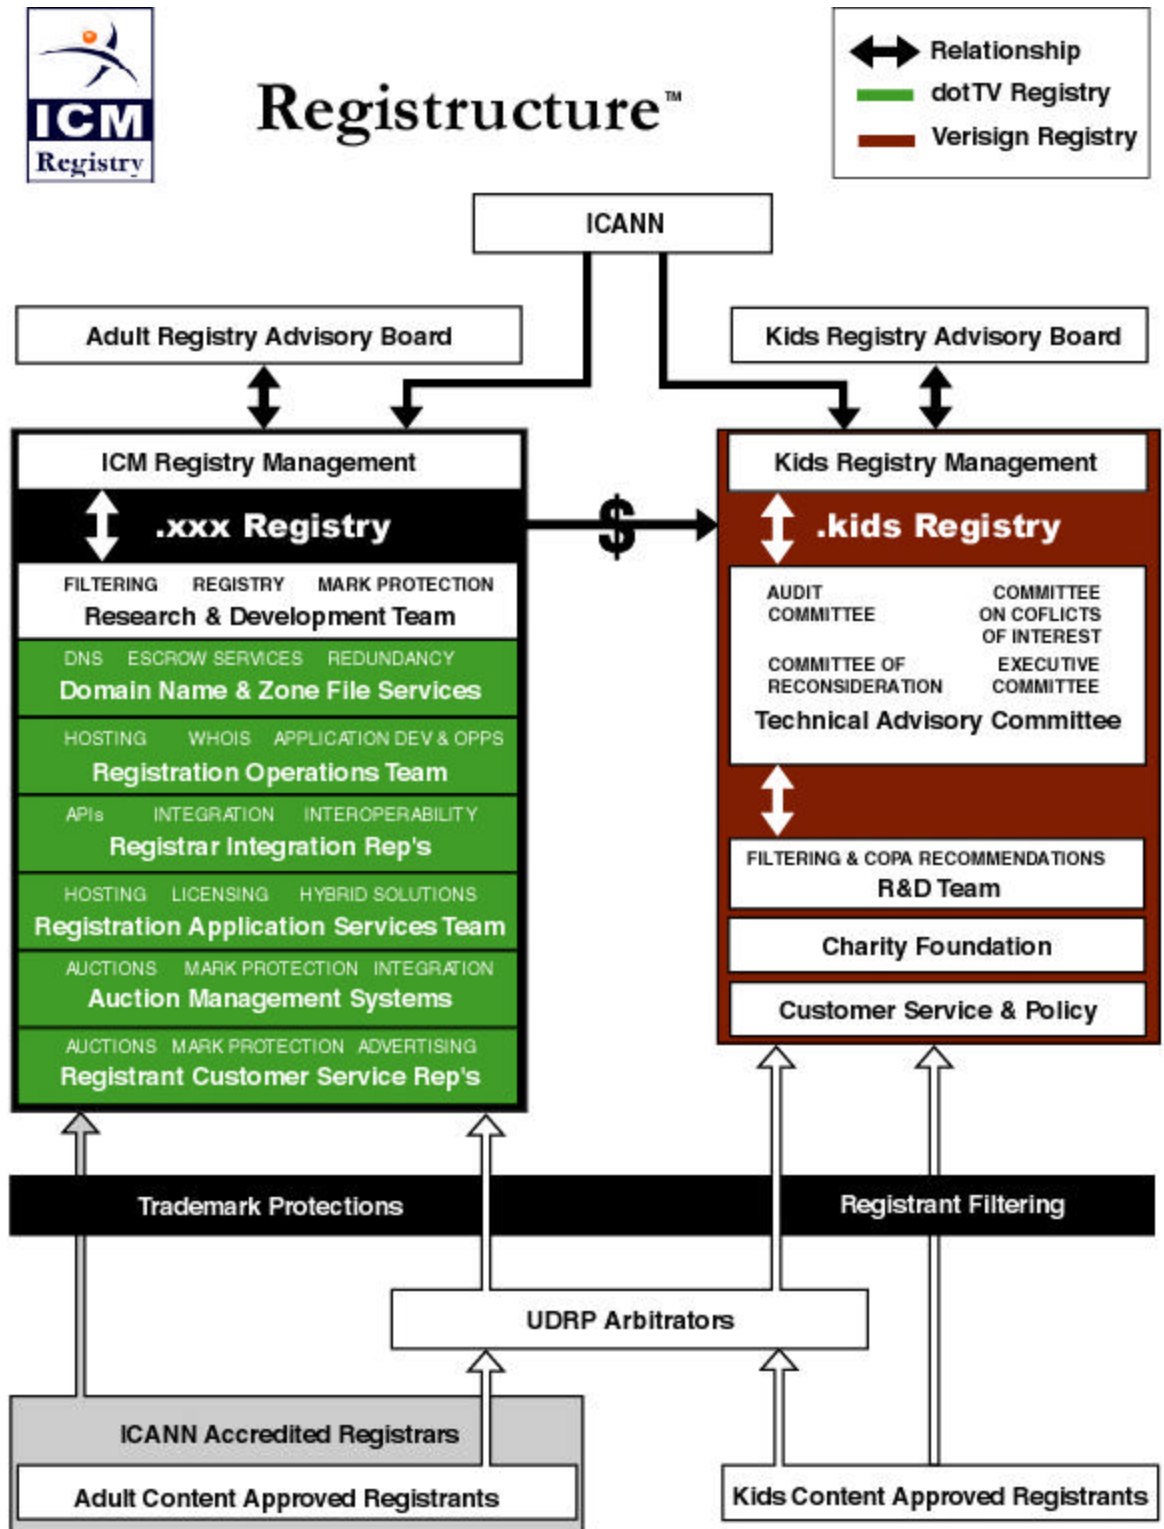 ICM
Registry
Registructure™
Relationship
dotTV Registry
Verisign Registry
ICANN
Adult Registry Advisory Board
Kids Registry Advisory Board
ICM Registry Management
Kids Registry Management
.xxx Registry
$
.kids Registry
FILTERING REGISTRY MARK PROTECTION
Research & Development Team
DNS ESCROW SERVICES REDUNDANCY
Domain Name & Zone File Services
HOSTING WHOIS APPLICATION DEV & OPPS
Registration Operations Team
APIs INTEGRATION INTEROPERABILITY
Registrar Integration Rep's
HOSTING LICENSING HYBRID SOLUTIONS
Registration Application Services Team
AUCTIONS MARK PROTECTION INTEGRATION
Auction Management Systems
AUCTIONS MARK PROTECTION ADVERTISING
Registrant Customer Service Rep's
AUDIT
COMMITTEE
COMMITTEE
ON COFLICTS
OF INTEREST
COMMITTEE OF
RECONSIDERATION
EXECUTIVE
COMMITTEE
Technical Advisory Committee
FILTERING & COPA RECOMMENDATIONS
R&D Team
Charity Foundation
Customer Service & Policy
Trademark Protections
Registrant Filtering
UDRP Arbitrators
ICANN Accredited Registrars
Adult Content Approved Registrants
Kids Content Approved Registrants